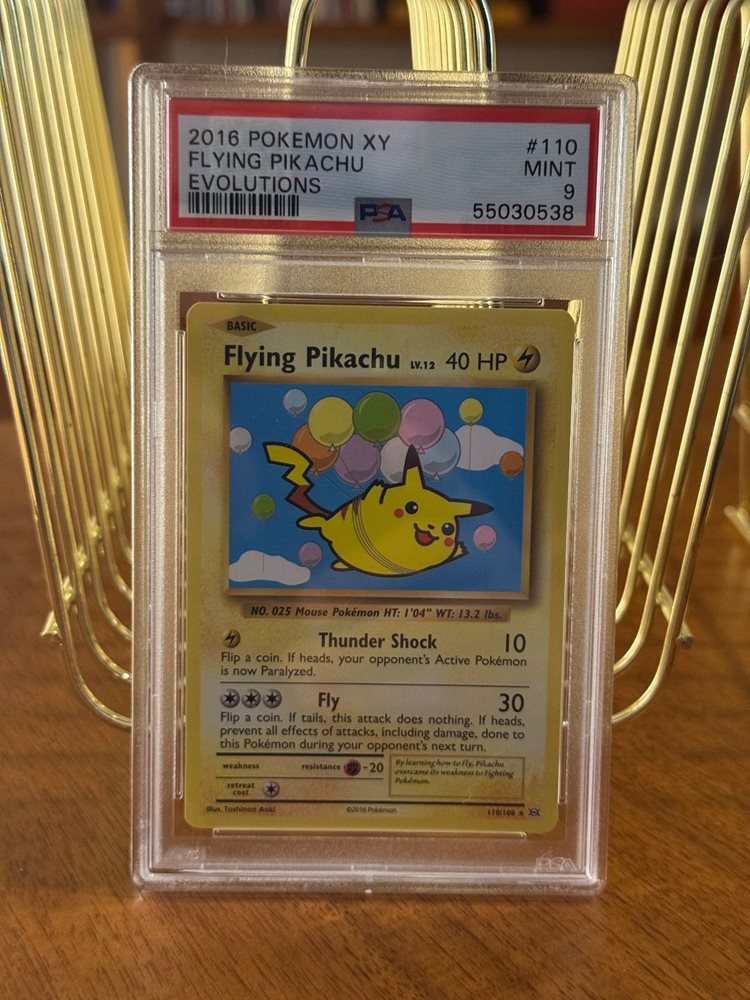 2016 POKEMON XY #110
FLYING PIKACHU MINT
EVOLUTIONS 9
PSA 55030538
BASIC
Flying Pikachu LV.12 40 HP
NO. 025 Mouse Pokémon HT: 1'04" WT: 13.2 lbs.
Thunder Shock 10
Flip a coin. If heads, your opponent's Active Pokémon
is now Paralyzed.
Fly 30
Flip a coin. If tails, this attack does nothing. If heads,
prevent all effects of attacks, including damage, done to
this Pokémon during your opponent's next turn.
weakness resistance -20
By learning how to fly, Pikachu
overcame its weakness to Fighting
Pokémon.
retreat
cost
Illus. Toshinao Aoki ©2016 Pokémon 110/108 ★
PSA